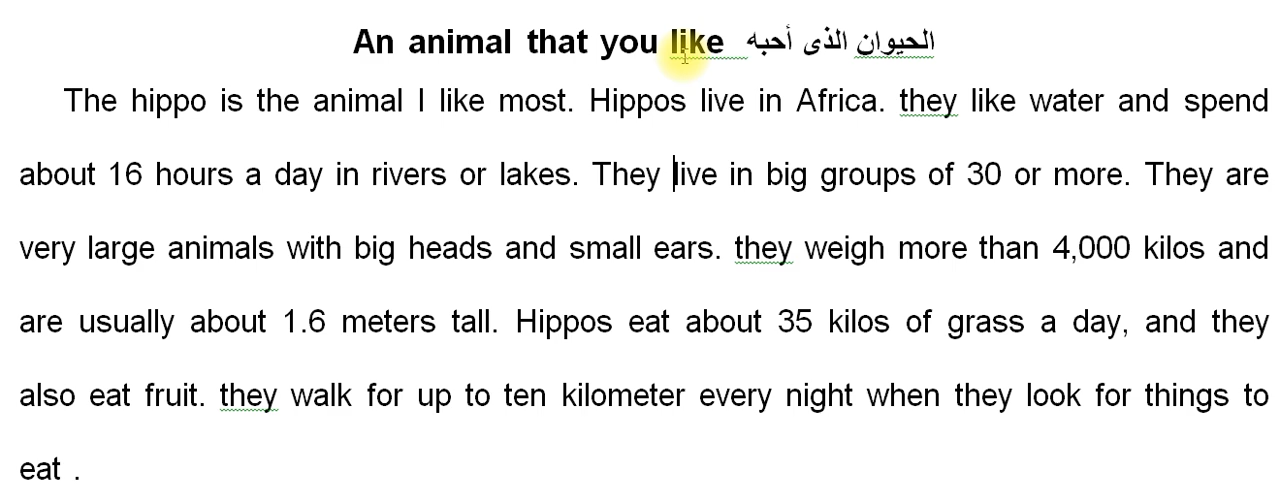 An animal that you like الحيوان الذى أحبه
The hippo is the animal I like most. Hippos live in Africa. they like water and spend
about 16 hours a day in rivers or lakes. They live in big groups of 30 or more. They are
very large animals with big heads and small ears. they weigh more than 4,000 kilos and
are usually about 1.6 meters tall. Hippos eat about 35 kilos of grass a day, and they
also eat fruit. they walk for up to ten kilometer every night when they look for things to
eat .